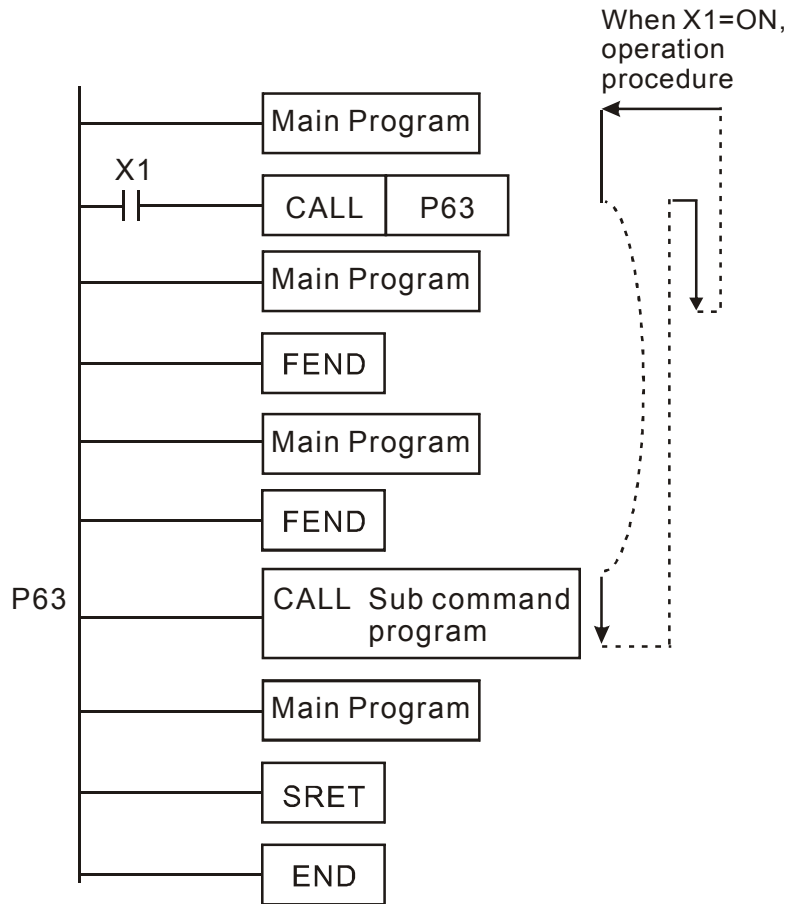 When X1=ON,
operation
procedure
Main Program
X1
CALL P63
Main Program
FEND
Main Program
FEND
P63
CALL Sub command
program
Main Program
SRET
END